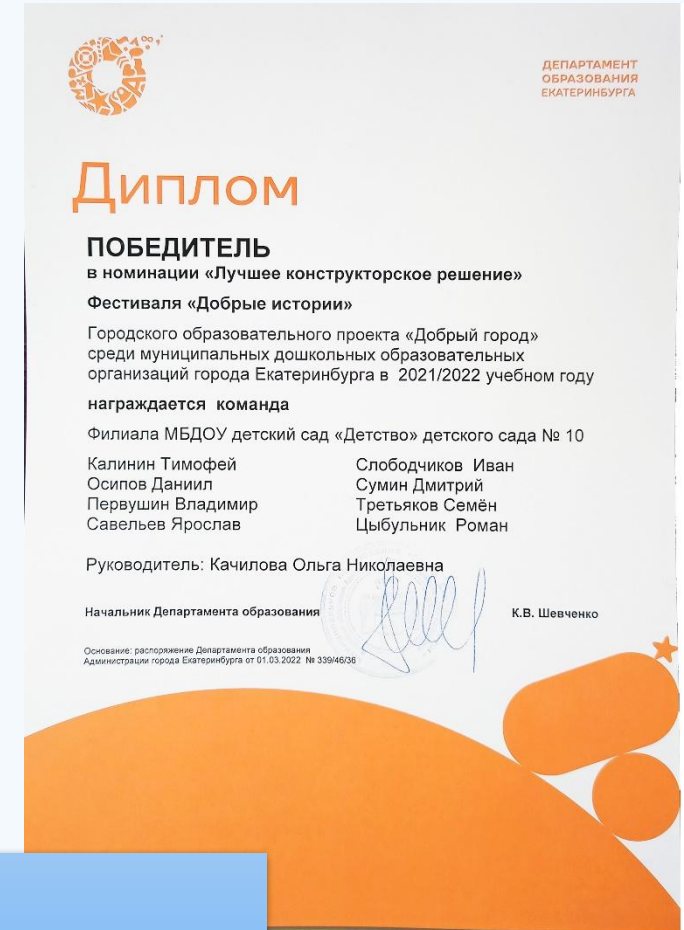 ДЕПАРТАМЕНТ
ОБРАЗОВАНИЯ
ЕКАТЕРИНБУРГА
Диплом
ПОБЕДИТЕЛЬ
в номинации «Лучшее конструкторское решение»
Фестиваля «Добрые истории»
Городского образовательного проекта «Добрый город»
среди муниципальных дошкольных образовательных
организаций города Екатеринбурга в 2021/2022 учебном году
награждается команда
Филиала МБДОУ детский сад «Детство» детского сада № 10
Калинин Тимофей
Осипов Даниил
Первушин Владимир
Савельев Ярослав
Слободчиков Иван
Сумин Дмитрий
Третьяков Семён
Цыбульник Роман
Руководитель: Качилова Ольга Николаевна
Начальник Департамента образования
К.В. Шевченко
Основание: распоряжение Департамента образования
Администрации города Екатеринбурга от 01.03.2022 № 339/46/36